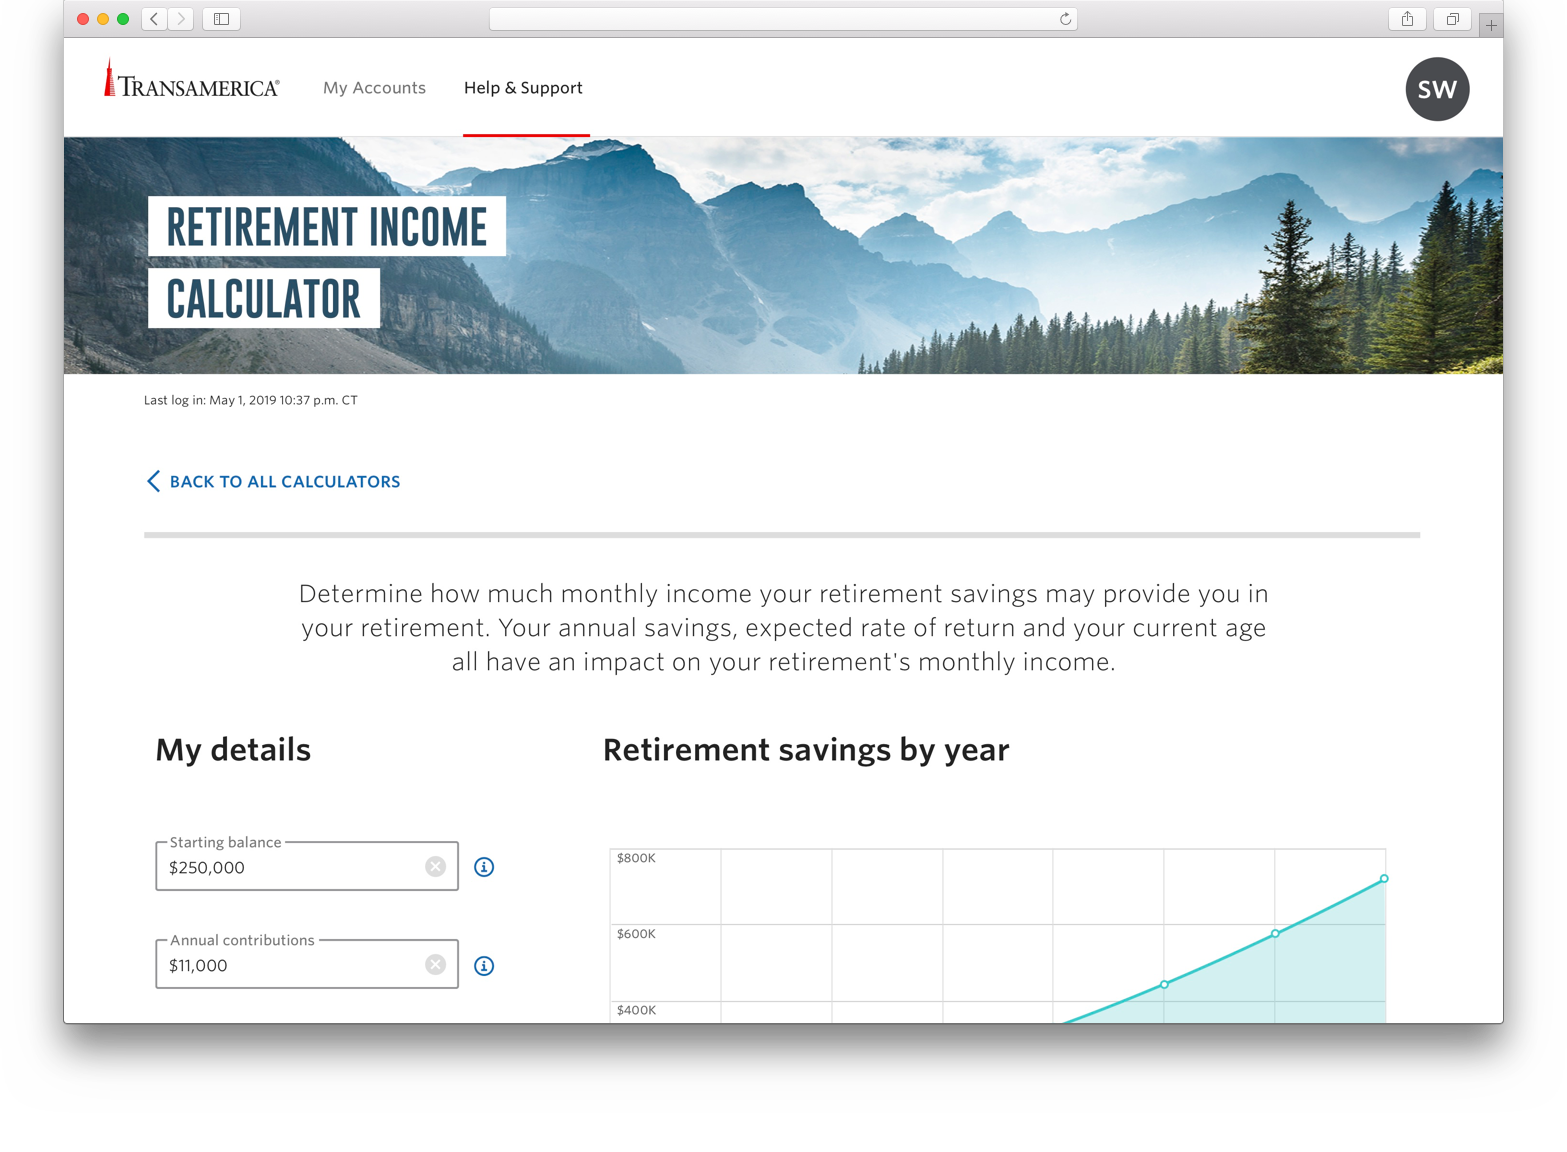 TRANSAMERICA®
My Accounts
Help & Support
SW
RETIREMENT INCOME
CALCULATOR
Last log in: May 1, 2019 10:37 p.m. CT
BACK TO ALL CALCULATORS
Determine how much monthly income your retirement savings may provide you in
your retirement. Your annual savings, expected rate of return and your current age
all have an impact on your retirement's monthly income.
My details
Starting balance
$250,000
Annual contributions
$11,000
Retirement savings by year
$800K
$600K
$400K